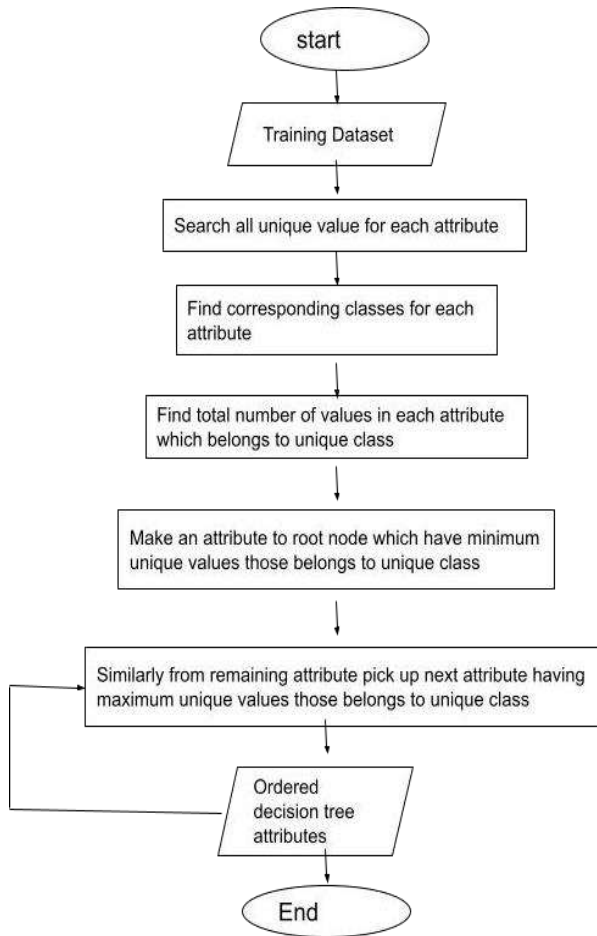 start
Training Dataset
Search all unique value for each attribute
Find corresponding classes for each
attribute
Find total number of values in each attribute
which belongs to unique class
Make an attribute to root node which have minimum
unique values those belongs to unique class
Similarly from remaining attribute pick up next attribute having
maximum unique values those belongs to unique class
Ordered
decision tree
attributes
End